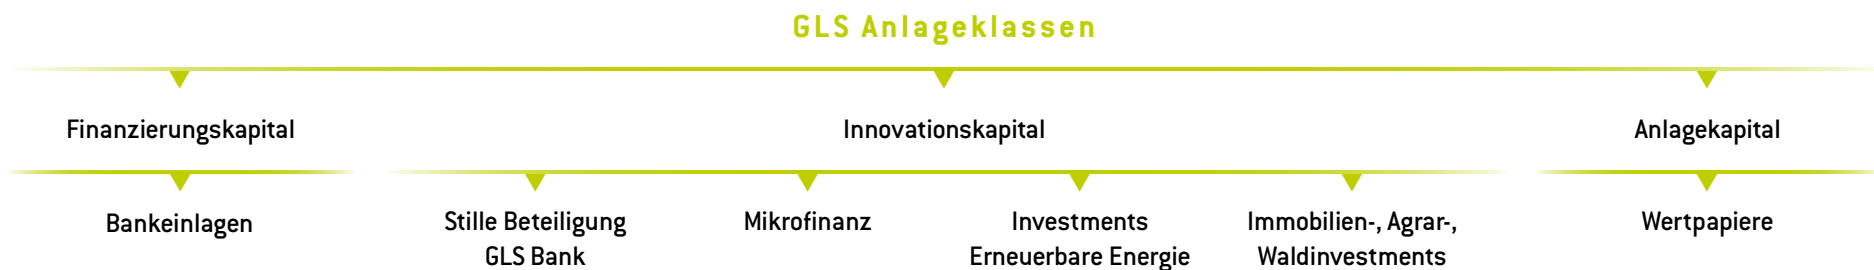 GLS Anlageklassen
Finanzierungskapital
Innovationskapital
Anlagekapital
Bankeinlagen
Stille Beteiligung
GLS Bank
Mikrofinanz
Investments
Erneuerbare Energie
Immobilien-, Agrar-,
Waldinvestments
Wertpapiere